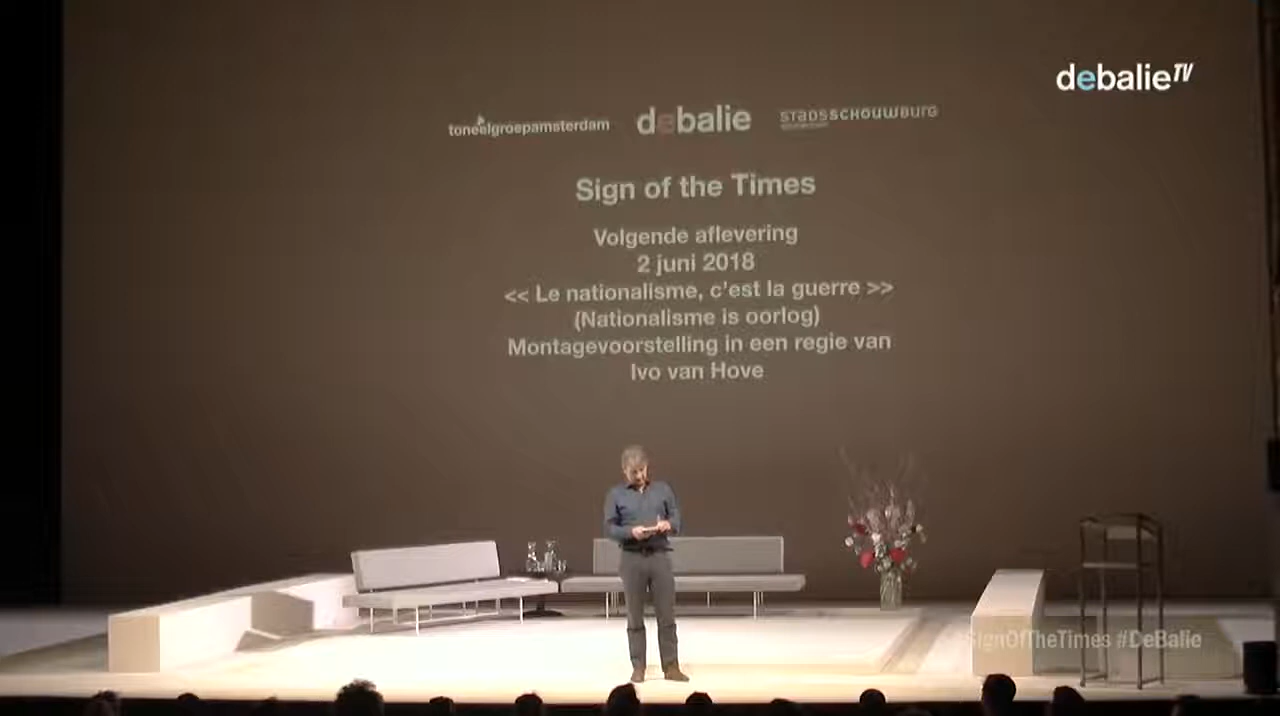 debalieTV
toneelgroepamsterdam debalie STADSSCHOUWBURG
Sign of the Times
Volgende aflevering
2 juni 2018
<< Le nationalisme, c'est la guerre >>
(Nationalisme is oorlog)
Montagevoorstelling in een regie van
Ivo van Hove
#SignOfTheTimes #DeBalie